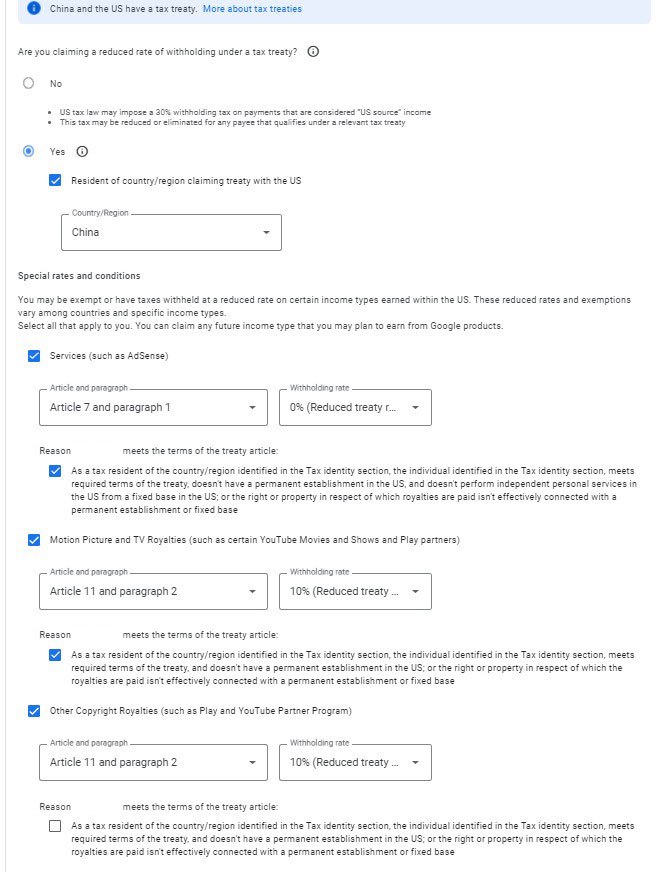 China and the US have a tax treaty. More about tax treaties
Are you claiming a reduced rate of withholding under a tax treaty?
No
US tax law may impose a 30% withholding tax on payments that are considered "US source" income
This tax may be reduced or eliminated for any payee that qualifies under a relevant tax treaty
Yes
Resident of country/region claiming treaty with the US
Country/Region
China
Special rates and conditions
You may be exempt or have taxes withheld at a reduced rate on certain income types earned within the US. These reduced rates and exemptions
vary among countries and specific income types.
Select all that apply to you. You can claim any future income type that you may plan to earn from Google products.
Services (such as AdSense)
Article and paragraph
Withholding rate
Article 7 and paragraph 1
0% (Reduced treaty r...
Reason meets the terms of the treaty article:
As a tax resident of the country/region identified in the Tax identity section, the individual identified in the Tax identity section, meets
required terms of the treaty, doesn't have a permanent establishment in the US, and doesn't perform independent personal services in
the US from a fixed base in the US; or the right or property in respect of which royalties are paid isn't effectively connected with a
permanent establishment or fixed base
Motion Picture and TV Royalties (such as certain YouTube Movies and Shows and Play partners)
Article and paragraph
Withholding rate
Article 11 and paragraph 2
10% (Reduced treaty ...
Reason meets the terms of the treaty article:
As a tax resident of the country/region identified in the Tax identity section, the individual identified in the Tax identity section, meets
required terms of the treaty, and doesn't have a permanent establishment in the US; or the right or property in respect of which the
royalties are paid isn't effectively connected with a permanent establishment or fixed base
Other Copyright Royalties (such as Play and YouTube Partner Program)
Article and paragraph
Withholding rate
Article 11 and paragraph 2
10% (Reduced treaty ...
Reason meets the terms of the treaty article:
As a tax resident of the country/region identified in the Tax identity section, the individual identified in the Tax identity section, meets
required terms of the treaty, and doesn't have a permanent establishment in the US; or the right or property in respect of which the
royalties are paid isn't effectively connected with a permanent establishment or fixed base